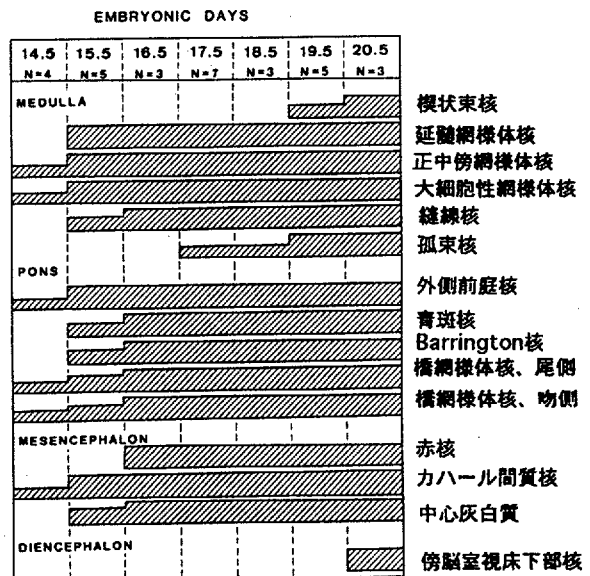 EMBRYONIC DAYS
14.5 15.5 16.5 17.5 18.5 19.5 20.5
N=4 N=5 N=3 N=7 N=3 N=5 N=3
MEDULLA
楔状束核
延髄網様体核
正中傍網様体核
大細胞性網様体核
縫線核
孤束核
PONS
外側前庭核
青斑核
Barrington核
橋網様体核、尾側
橋網様体核、吻側
MESENCEPHALON
赤核
カハール間質核
中心灰白質
DIENCEPHALON
傍脳室視床下部核